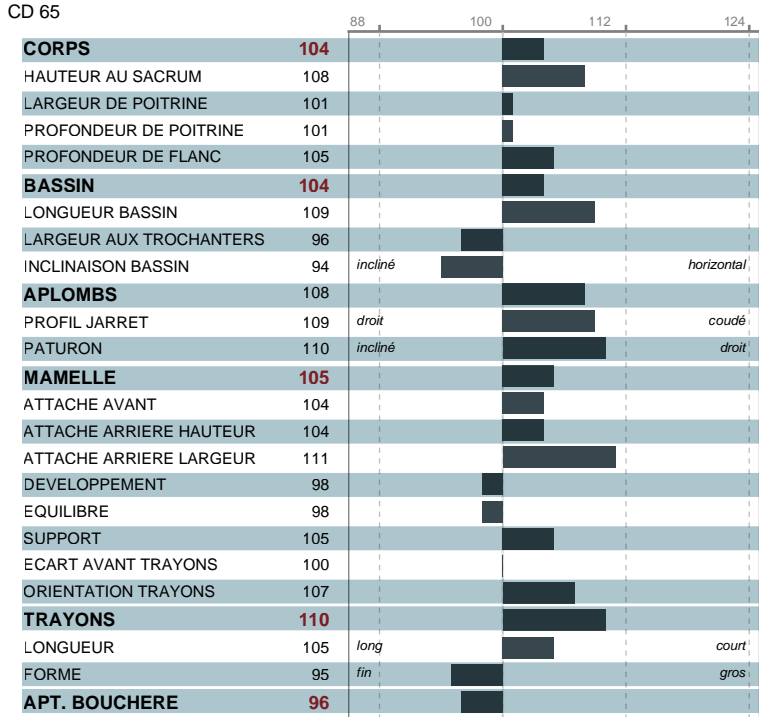 CD 65
88 100 112 124
CORPS 104
HAUTEUR AU SACRUM 108
LARGEUR DE POITRINE 101
PROFONDEUR DE POITRINE 101
PROFONDEUR DE FLANC 105
BASSIN 104
LONGUEUR BASSIN 109
LARGEUR AUX TROCHANTERS 96
INCLINAISON BASSIN 94 incliné horizontal
APLOMBS 108
PROFIL JARRET 109 droit coudé
PATURON 110 incliné droit
MAMELLE 105
ATTACHE AVANT 104
ATTACHE ARRIERE HAUTEUR 104
ATTACHE ARRIERE LARGEUR 111
DEVELOPPEMENT 98
EQUILIBRE 98
SUPPORT 105
ECART AVANT TRAYONS 100
ORIENTATION TRAYONS 107
TRAYONS 110
LONGUEUR 105 long court
FORME 95 fin gros
APT. BOUCHERE 96